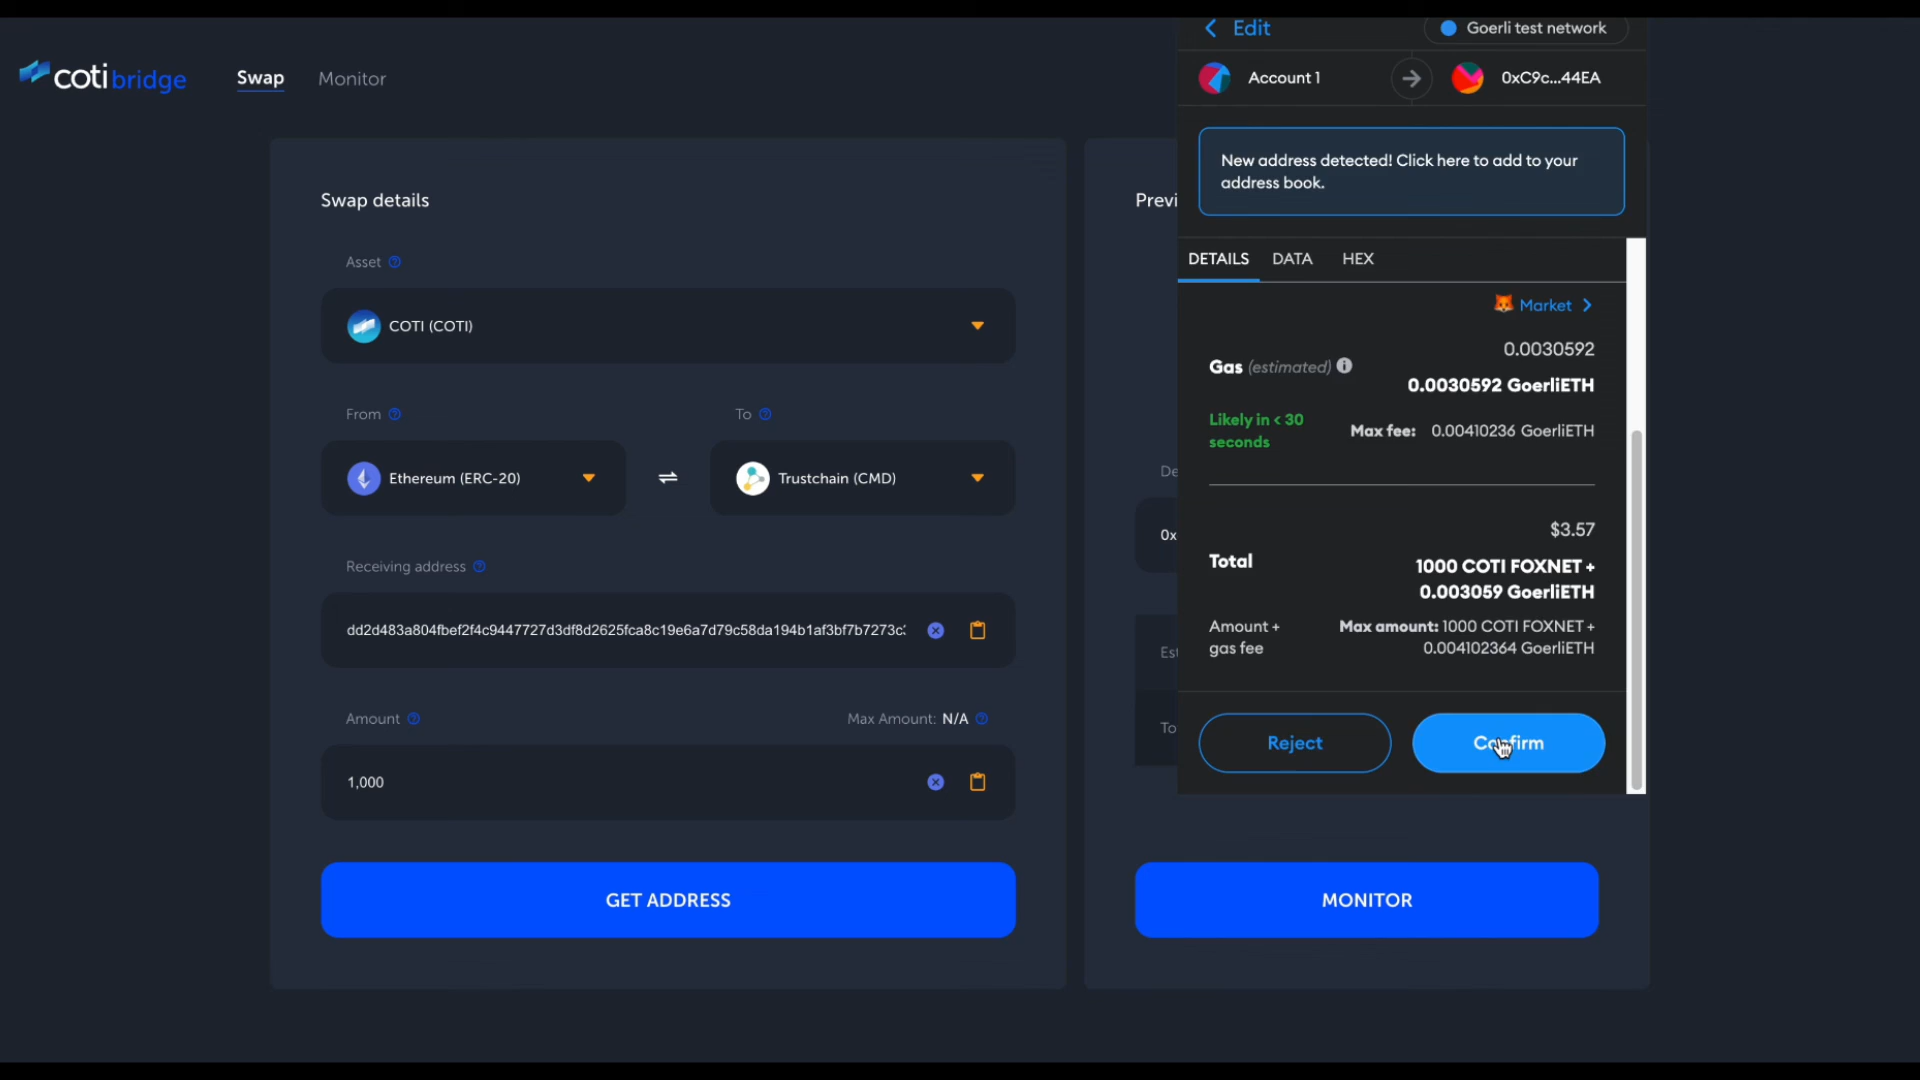 coti bridge
Swap
Monitor
Swap details
Asset
COTI (COTI)
From
To
Ethereum (ERC-20)
Trustchain (CMD)
Receiving address
dd2d483a804fbef2f4c9447727d3df8d2625fca8c19e6a7d79c58da194b1af3bf7b7273c
Amount
Max Amount: N/A
1,000
GET ADDRESS
Previ
De
0x
Est
To
MONITOR
Edit
Goerli test network
Account 1
0xC9c...44EA
New address detected! Click here to add to your
address book.
DETAILS
DATA
HEX
Market
Gas (estimated)
0.0030592
0.0030592 GoerliETH
Likely in < 30
seconds
Max fee: 0.00410236 GoerliETH
$3.57
Total
1000 COTI FOXNET +
0.003059 GoerliETH
Amount +
gas fee
Max amount: 1000 COTI FOXNET +
0.004102364 GoerliETH
Reject
Confirm